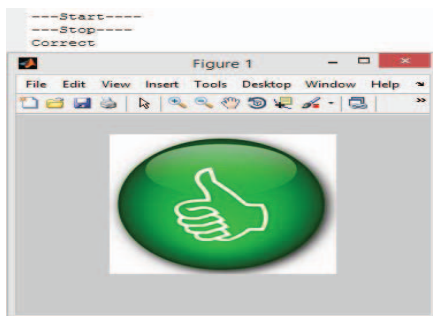 ---Start----
---Stop----
Correct
Figure 1
File Edit View Insert Tools Desktop Window Help